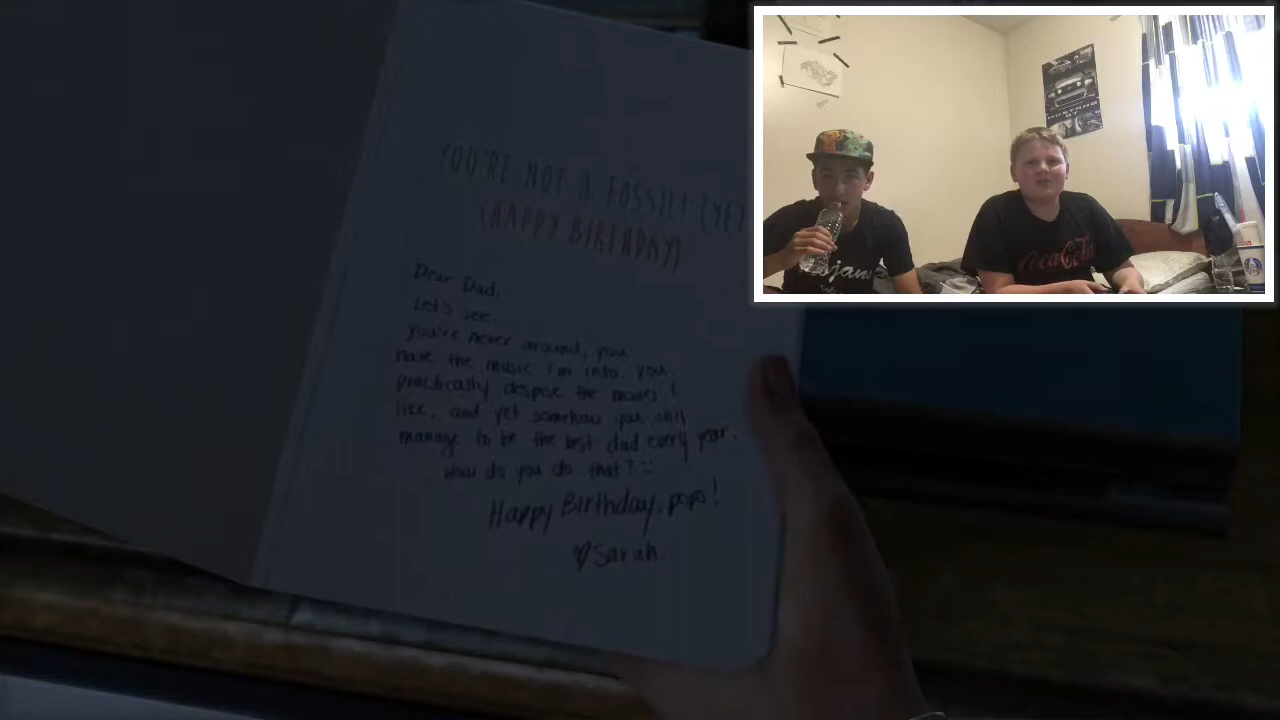 YOU'RE NOT A FOSSIL! (YET
(HAPPY BIRTHDAY)
Dear Dad,
Let's see.
You're never around, you
hate the music I'm into, you
practically despise the movies I
like, and yet somehow you still
manage to be the best dad every year.
How do you do that? :)
Happy Birthday, pops!
♥Sarah.